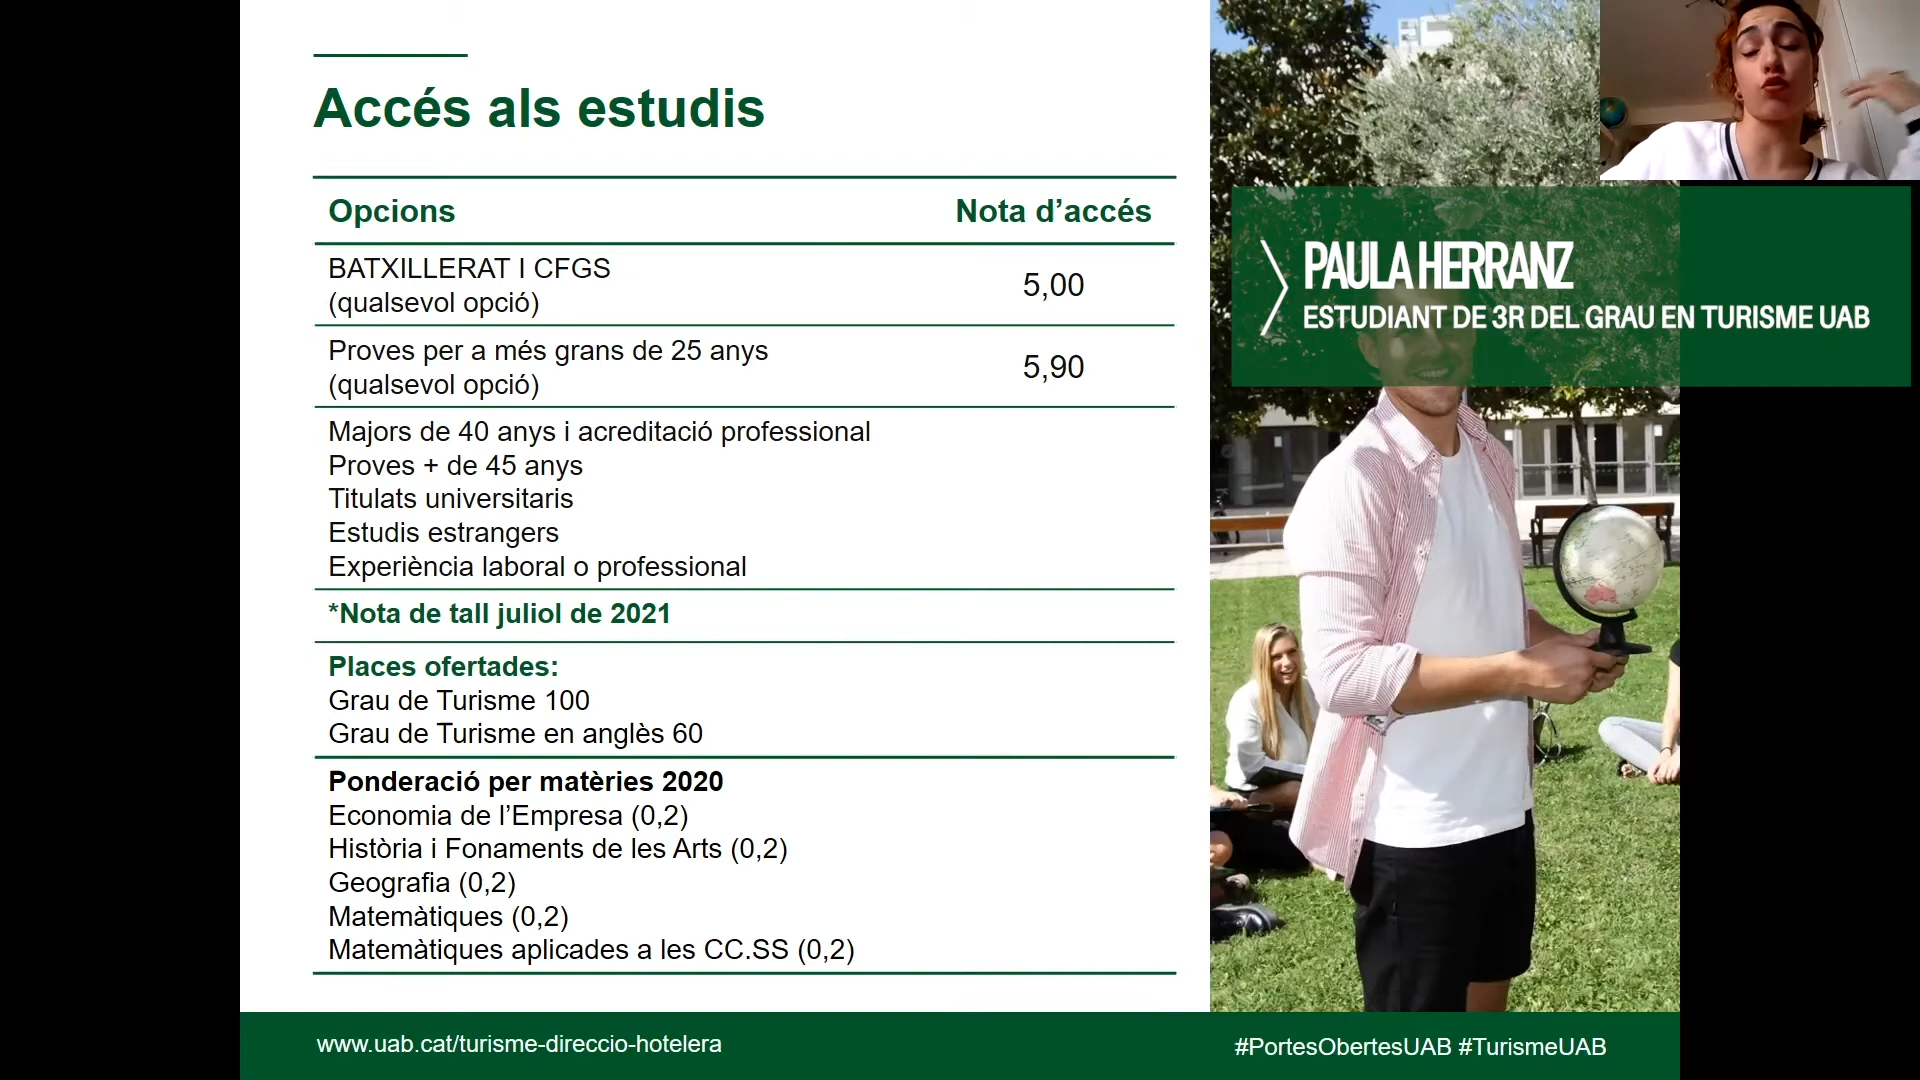 Accés als estudis
Opcions
Nota d’accés
BATXILLERAT I CFGS
(qualsevol opció)
5,00
Proves per a més grans de 25 anys
(qualsevol opció)
5,90
Majors de 40 anys i acreditació professional
Proves + de 45 anys
Titulats universitaris
Estudis estrangers
Experiència laboral o professional
*Nota de tall juliol de 2021
Places ofertades:
Grau de Turisme 100
Grau de Turisme en anglès 60
Ponderació per matèries 2020
Economia de l’Empresa (0,2)
Història i Fonaments de les Arts (0,2)
Geografia (0,2)
Matemàtiques (0,2)
Matemàtiques aplicades a les CC.SS (0,2)
PAULA HERRANZ
ESTUDIANT DE 3R DEL GRAU EN TURISME UAB
www.uab.cat/turisme-direccio-hotelera
#PortesObertesUAB #TurismeUAB